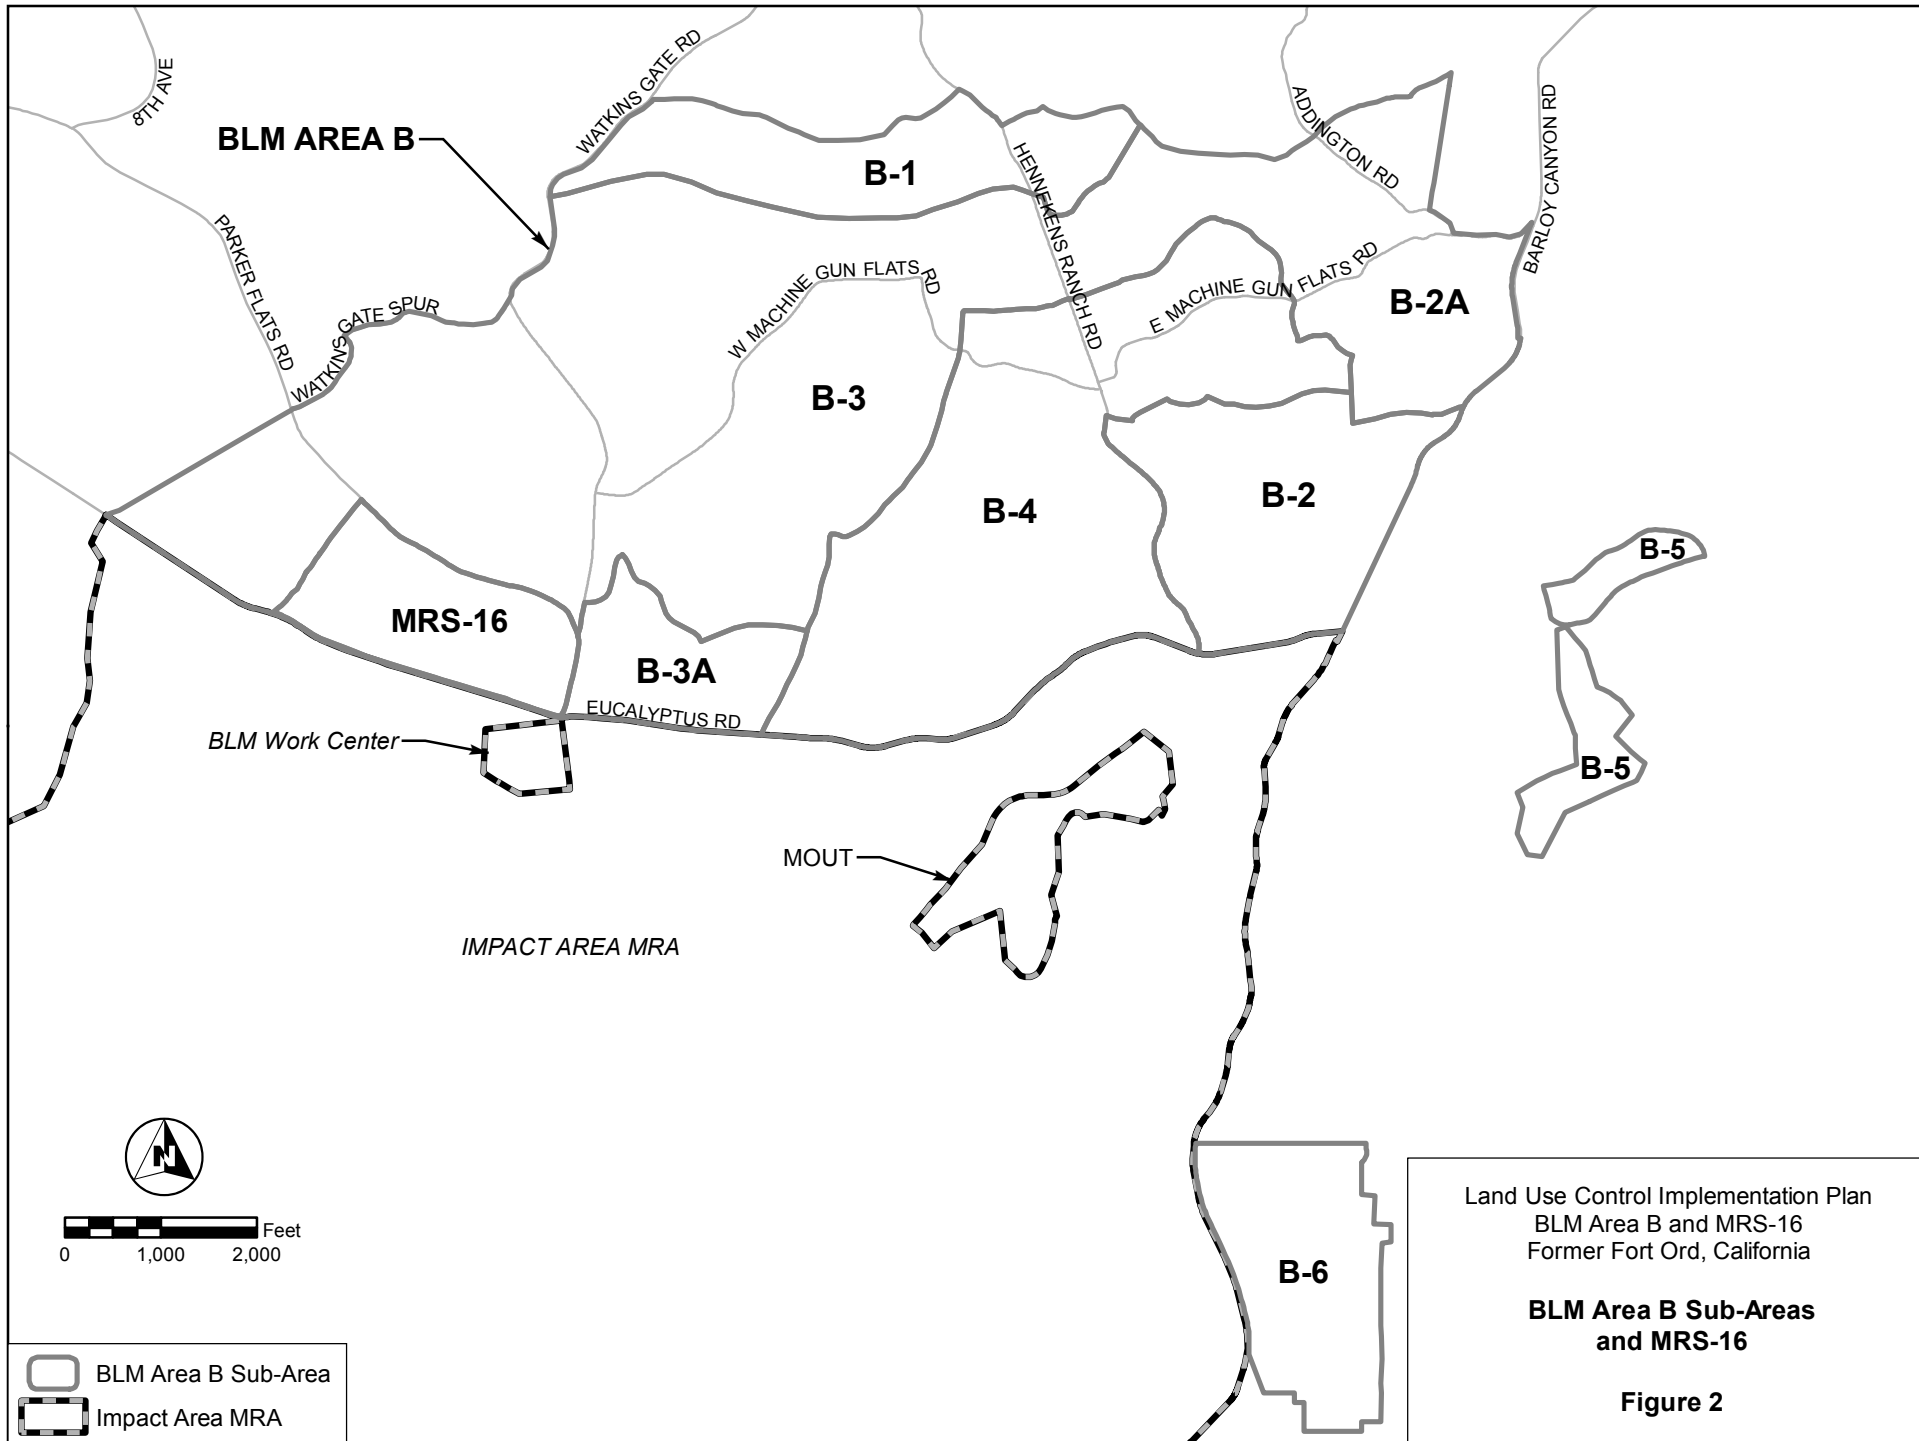 8TH AVE
WATKINS GATE RD
BLM AREA B
B-1
HENNEKENS RANCH RD
ADDINGTON RD
BARLOY CANYON RD
PARKER FLATS RD
WATKINS GATE SPUR
W MACHINE GUN FLATS RD
E MACHINE GUN FLATS RD
B-2A
B-3
B-4
B-2
B-5
MRS-16
B-3A
EUCALYPTUS RD
BLM Work Center
B-5
MOUT
IMPACT AREA MRA
N
Feet
0 1,000 2,000
B-6
Land Use Control Implementation Plan
BLM Area B and MRS-16
Former Fort Ord, California
BLM Area B Sub-Areas
and MRS-16
Figure 2
BLM Area B Sub-Area
Impact Area MRA